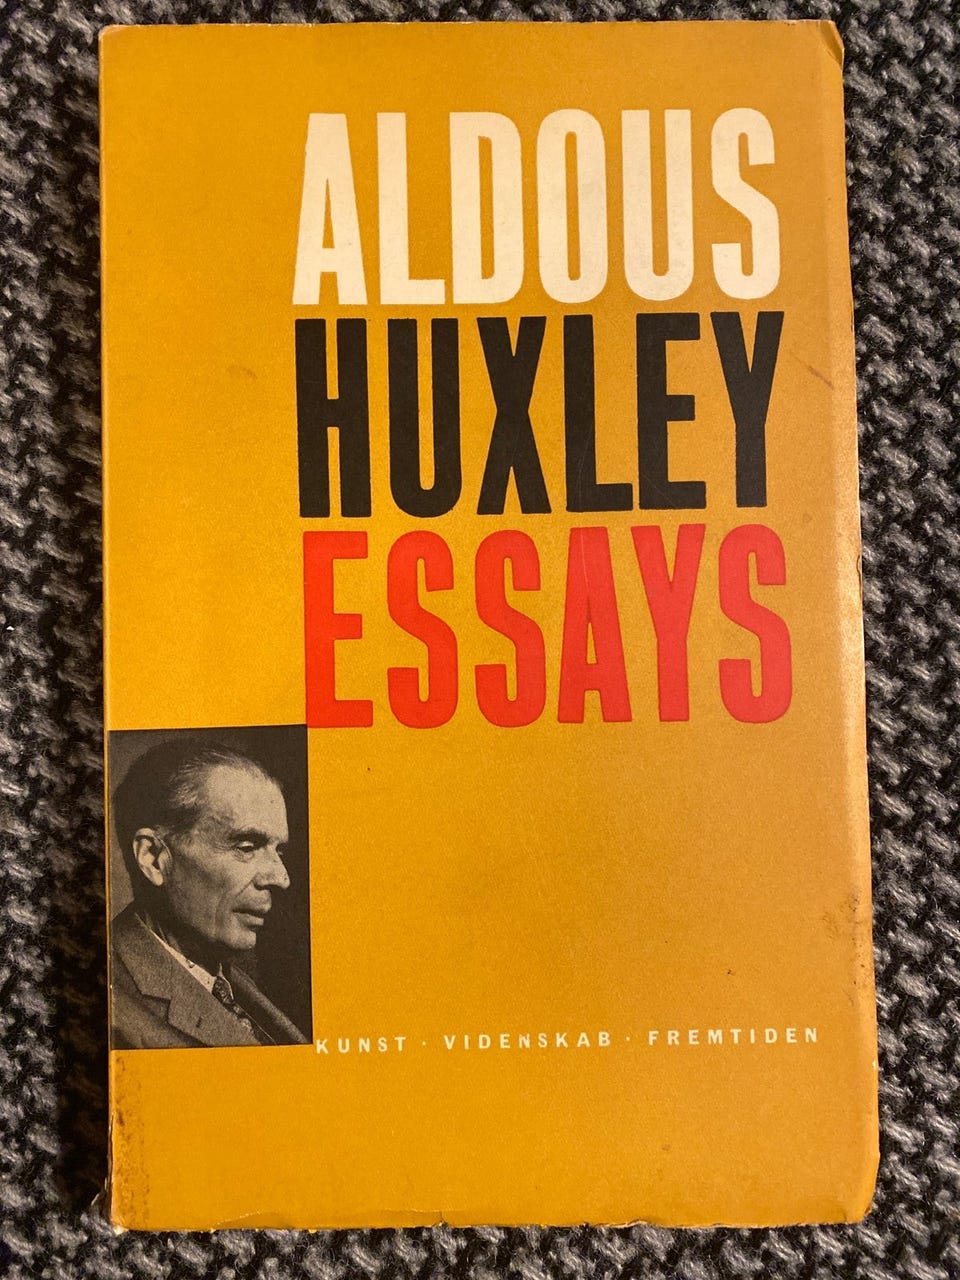 ALDOUS
HUXLEY
ESSAYS
KUNST · VIDENSKAB · FREMTIDEN